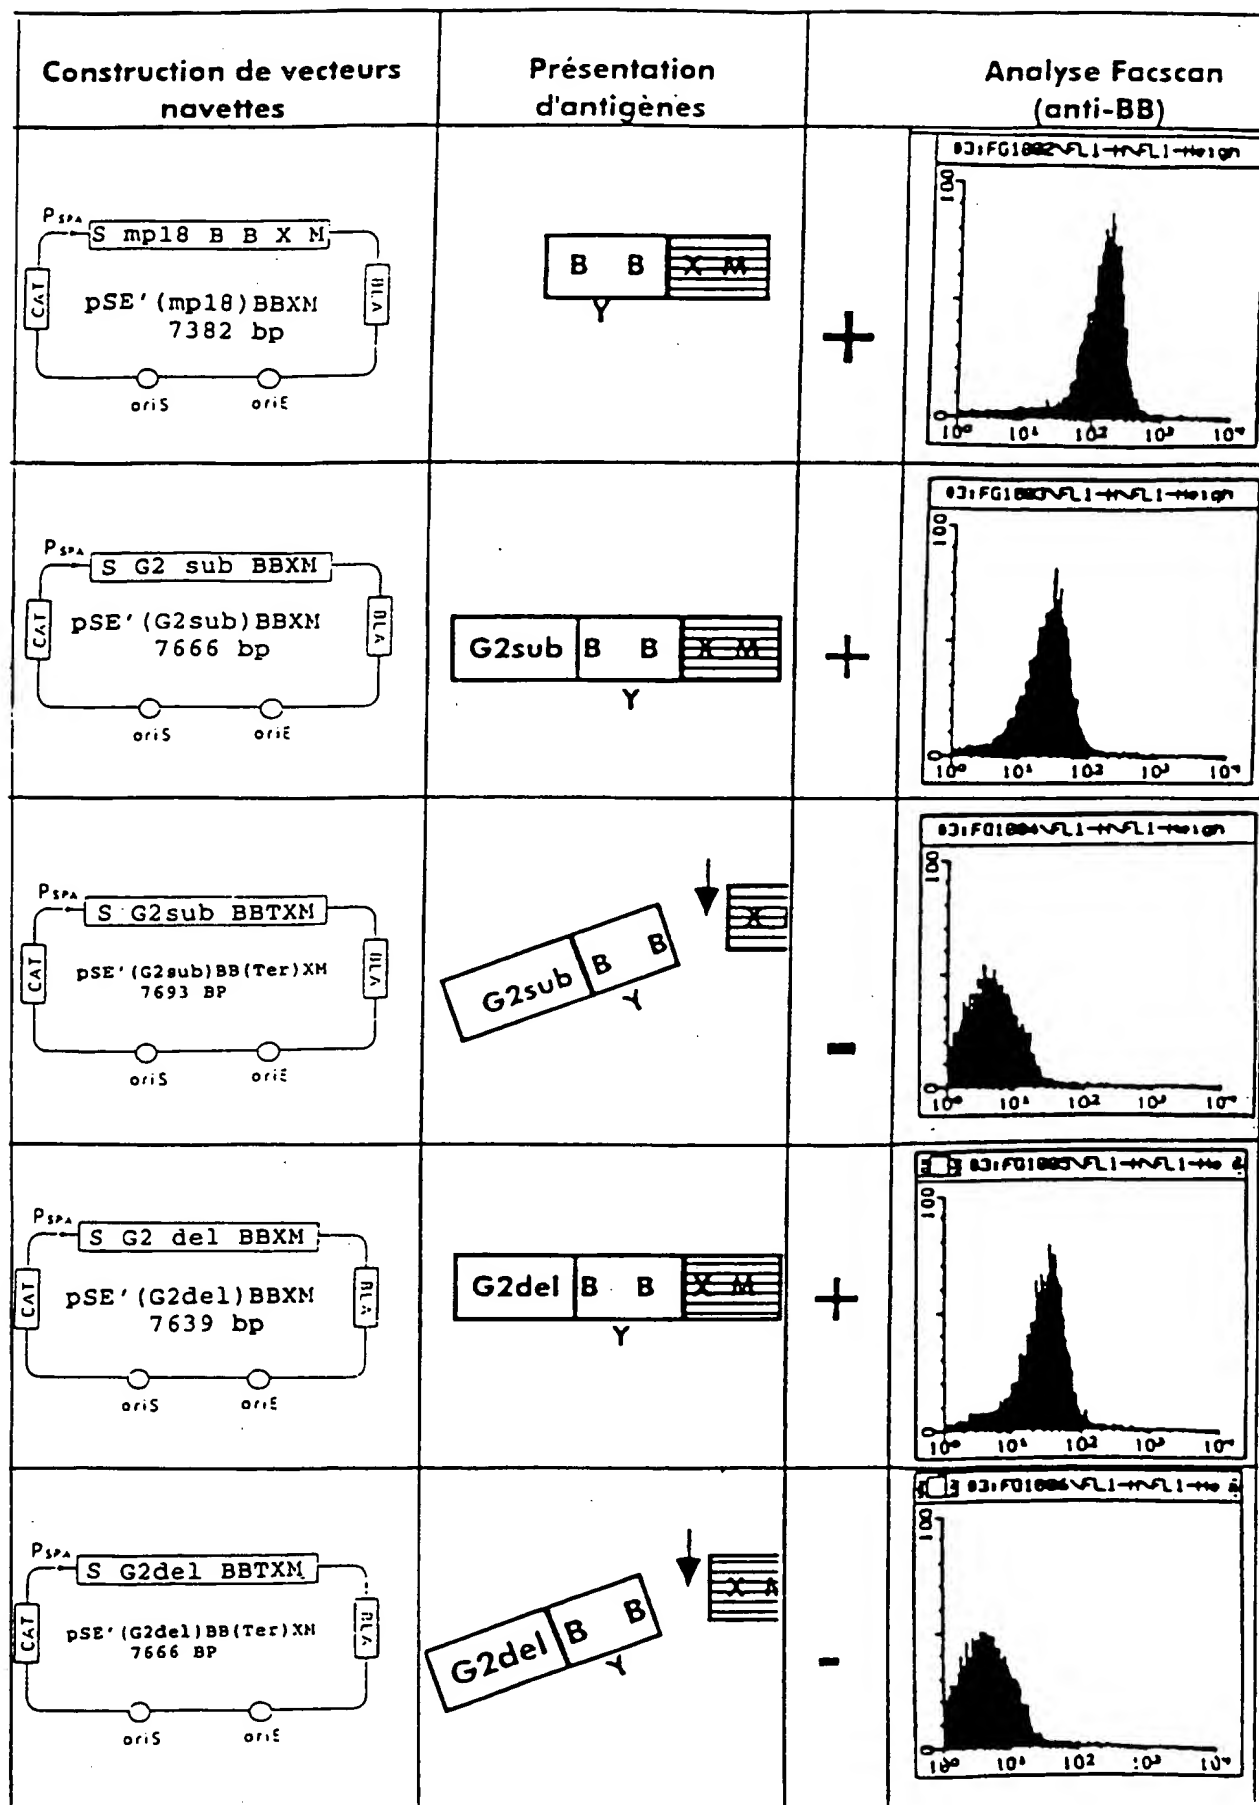 Construction de vecteurs
navettes
Présentation
d'antigènes
Analyse Facscan
(anti-BB)
PSPA
S mp18 B B X M
CAT
BLA
pSE'(mp18)BBXM
7382 bp
oriS
oriE
B B X M
Y
+
100
0
10⁰ 10¹ 10² 10³ 10⁴
PSPA
S G2 sub BBXM
CAT
BLA
pSE'(G2sub)BBXM
7666 bp
oriS
oriE
G2sub B B X M
Y
+
100
0
10⁰ 10¹ 10² 10³ 10⁴
PSPA
S G2sub BBTXM
CAT
BLA
pSE'(G2sub)BB(Ter)XM
7693 BP
oriS
oriE
G2sub B B
X
Y
-
100
0
10⁰ 10¹ 10² 10³ 10⁴
PSPA
S G2 del BBXM
CAT
BLA
pSE'(G2del)BBXM
7639 bp
oriS
oriE
G2del B B X M
Y
+
100
0
10⁰ 10¹ 10² 10³ 10⁴
PSPA
S G2del BBTXM
CAT
BLA
pSE'(G2del)BB(Ter)XM
7666 BP
oriS
oriE
G2del B B
X
Y
-
100
0
10⁰ 10¹ 10² 10³ 10⁴